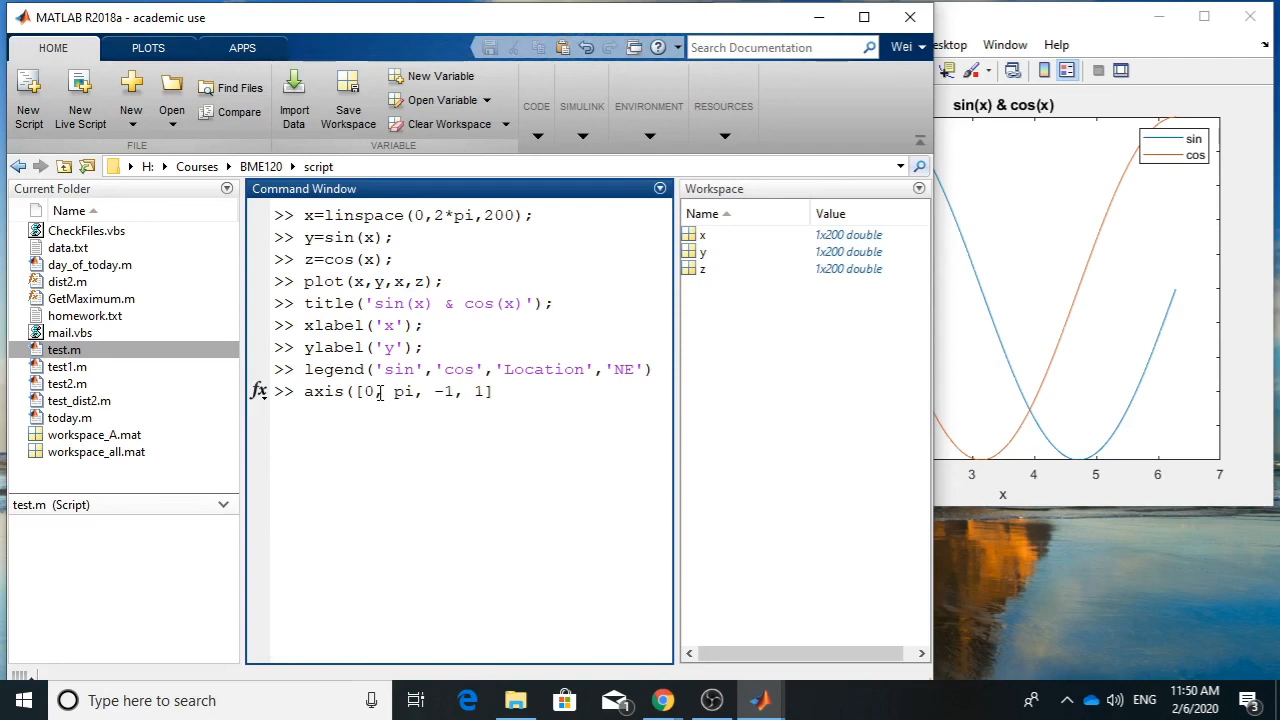 MATLAB R2018a - academic use
HOME
PLOTS
APPS
Search Documentation
Wei
New Script
New Live Script
New
Open
Find Files
Compare
Import Data
Save Workspace
New Variable
Open Variable
Clear Workspace
CODE
SIMULINK
ENVIRONMENT
RESOURCES
FILE
VARIABLE
H:
Courses
BME120
script
Current Folder
Name
CheckFiles.vbs
data.txt
day_of_today.m
dist2.m
GetMaximum.m
homework.txt
mail.vbs
test.m
test1.m
test2.m
test_dist2.m
today.m
workspace_A.mat
workspace_all.mat
test.m (Script)
Command Window
>> x=linspace(0,2*pi,200);
>> y=sin(x);
>> z=cos(x);
>> plot(x,y,x,z);
>> title('sin(x) & cos(x)');
>> xlabel('x');
>> ylabel('y');
>> legend('sin','cos','Location','NE')
fx >> axis([0, pi, -1, 1]
Workspace
Name
Value
x 1x200 double
y 1x200 double
z 1x200 double
Window
Help
sin(x) & cos(x)
sin
cos
3 4 5 6 7
x
Type here to search
1
ENG
11:50 AM
2/6/2020
3